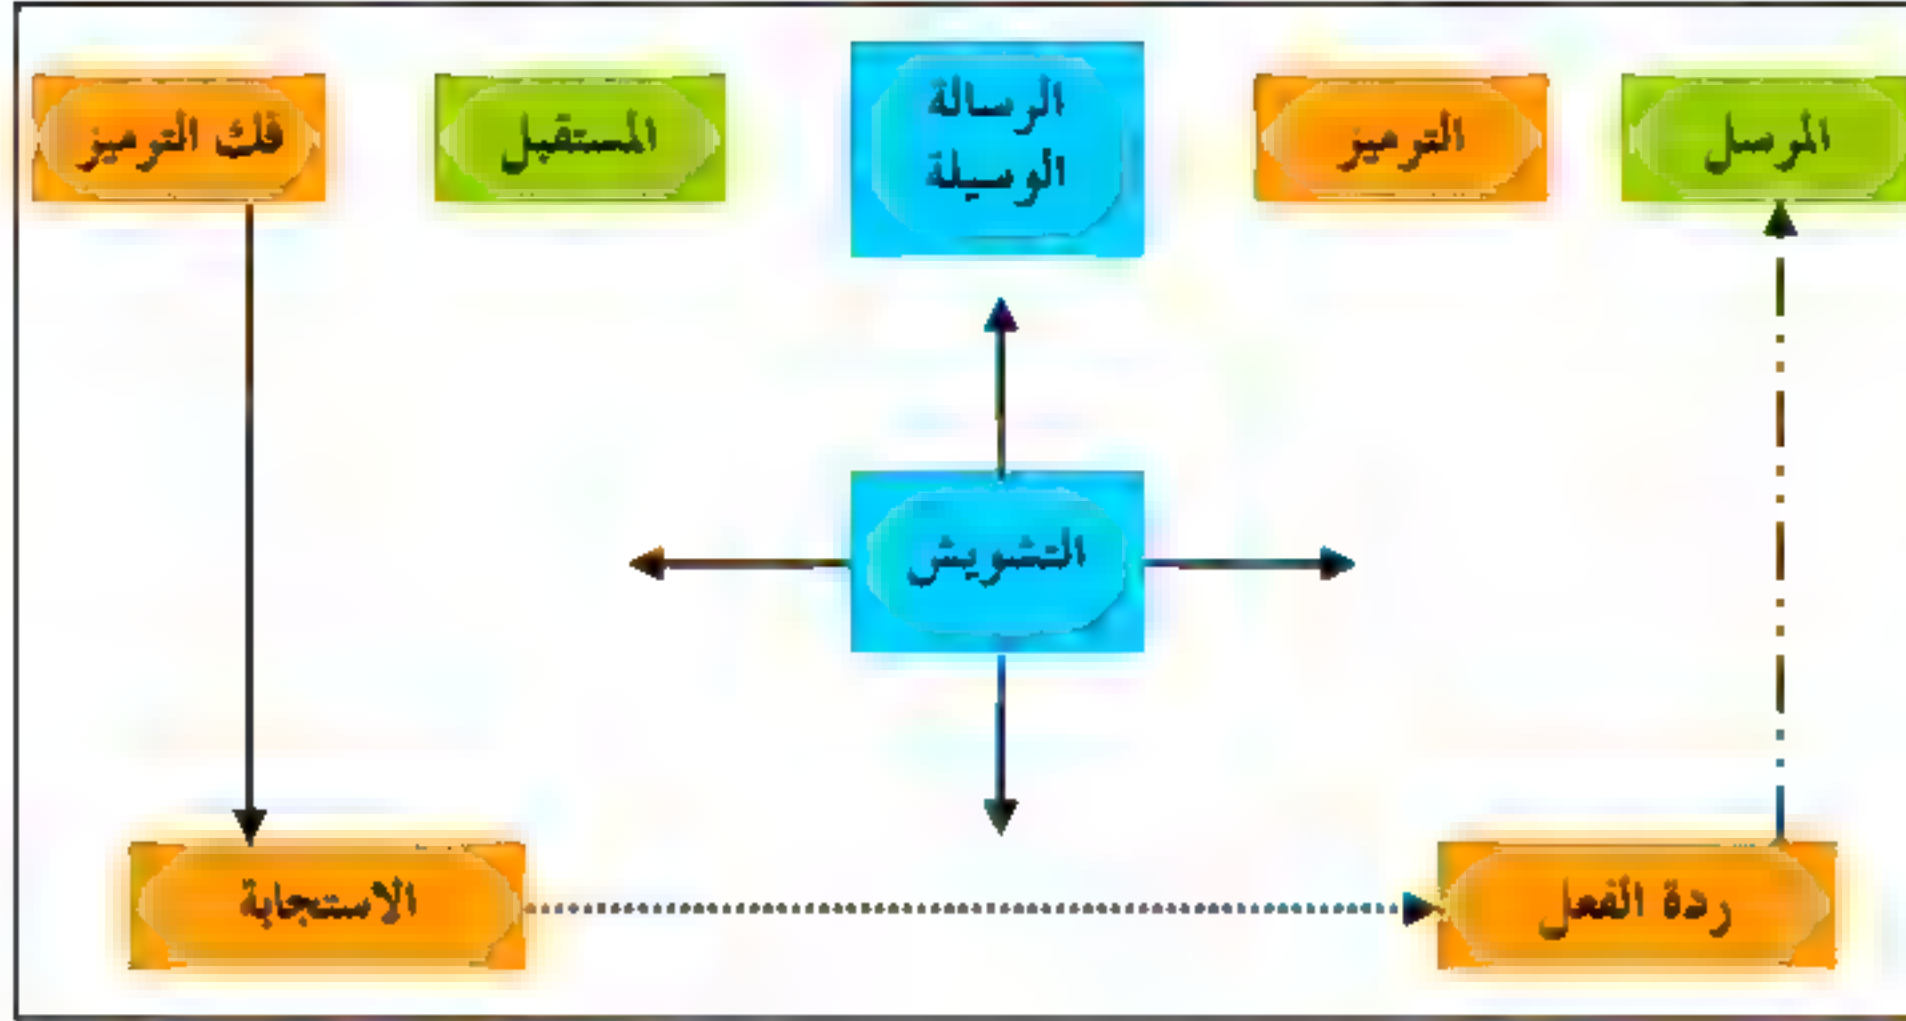 المرسل
الترميز
الرسالة
الوسيلة
المستقبل
فك الترميز
التشويش
ردة الفعل
الاستجابة